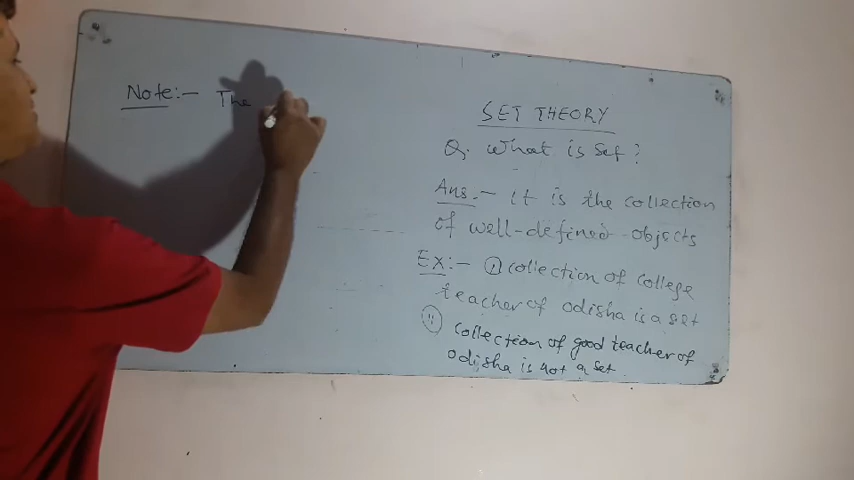 Note:- The
SET THEORY
Q. What is set?
Ans.- it is the collection
of well-defined objects
Ex:- (i) collection of college
teacher of odisha is a set
(ii) collection of good teacher of
odisha is not a set